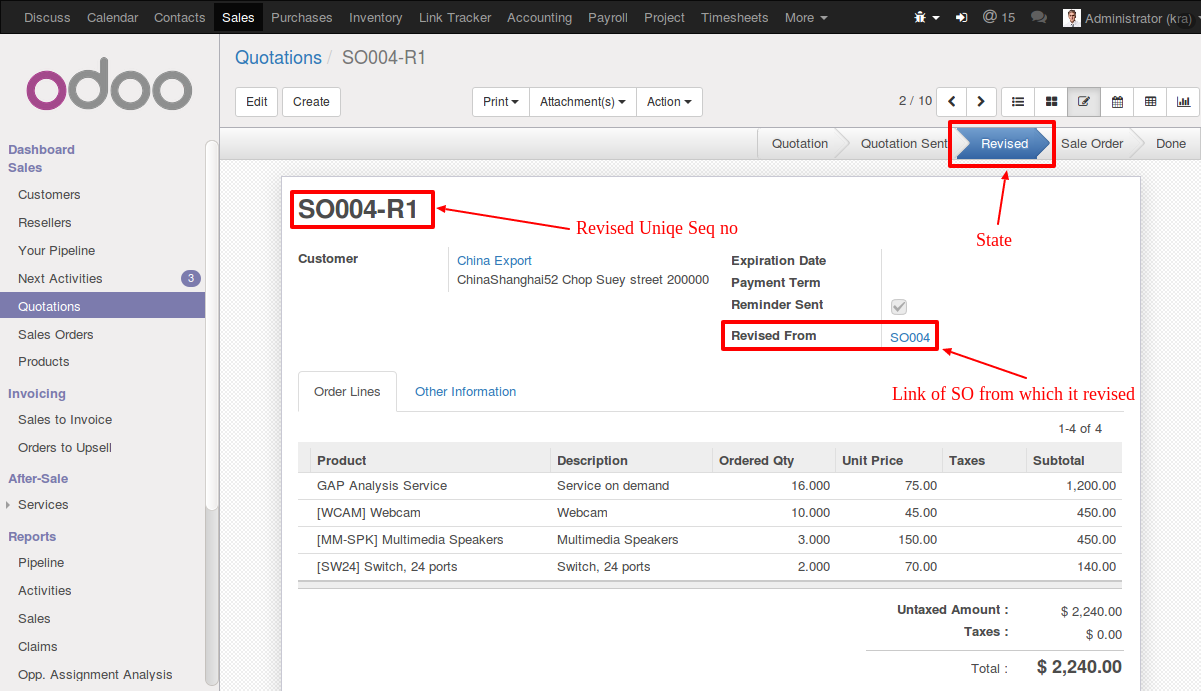 Discuss Calendar Contacts Sales Purchases Inventory Link Tracker Accounting Payroll Project Timesheets More @ 15 Administrator (kra)
odoo
Dashboard
Sales
Customers
Resellers
Your Pipeline
Next Activities 3
Quotations
Sales Orders
Products
Invoicing
Sales to Invoice
Orders to Upsell
After-Sale
Services
Reports
Pipeline
Activities
Sales
Claims
Opp. Assignment Analysis
Quotations / SO004-R1
Edit Create Print Attachment(s) Action 2 / 10
Quotation Quotation Sent Revised Sale Order Done
SO004-R1
Revised Uniqe Seq no
State
Customer
China Export
ChinaShanghai52 Chop Suey street 200000
Expiration Date
Payment Term
Reminder Sent
Revised From SO004
Link of SO from which it revised
Order Lines Other Information
1-4 of 4
Product Description Ordered Qty Unit Price Taxes Subtotal
GAP Analysis Service Service on demand 16.000 75.00 1,200.00
[WCAM] Webcam Webcam 10.000 45.00 450.00
[MM-SPK] Multimedia Speakers Multimedia Speakers 3.000 150.00 450.00
[SW24] Switch, 24 ports Switch, 24 ports 2.000 70.00 140.00
Untaxed Amount : $ 2,240.00
Taxes : $ 0.00
Total : $ 2,240.00